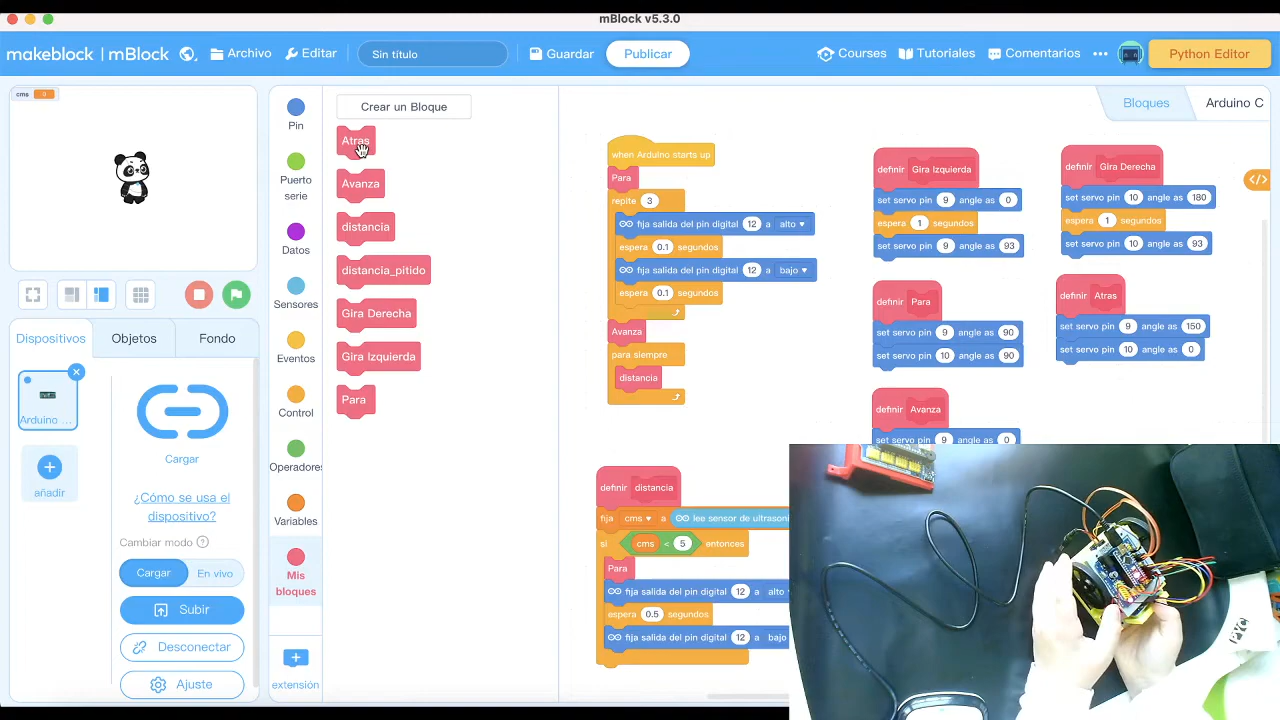 mBlock v5.3.0
makeblock | mBlock
Archivo
Editar
Sin título
Guardar
Publicar
Courses
Tutoriales
Comentarios
Python Editor
cms 0
Crear un Bloque
Bloques
Arduino C
Pin
Puerto serie
Datos
Sensores
Eventos
Control
Operadores
Variables
Mis bloques
extensión
Atras
Avanza
distancia
distancia_pitido
Gira Derecha
Gira Izquierda
Para
Dispositivos
Objetos
Fondo
Arduino ...
añadir
Cargar
¿Cómo se usa el
dispositivo?
Cambiar modo ?
Cargar
En vivo
Subir
Desconectar
Ajuste
when Arduino starts up
Para
repite 3
fija salida del pin digital 12 a alto
espera 0.1 segundos
fija salida del pin digital 12 a bajo
espera 0.1 segundos
Avanza
para siempre
distancia
definir distancia
fija cms a lee sensor de ultrasoni
si cms < 5 entonces
Para
fija salida del pin digital 12 a alto
espera 0.5 segundos
fija salida del pin digital 12 a bajo
definir Gira Izquierda
set servo pin 9 angle as 0
espera 1 segundos
set servo pin 9 angle as 93
definir Gira Derecha
set servo pin 10 angle as 180
espera 1 segundos
set servo pin 10 angle as 93
definir Para
set servo pin 9 angle as 90
set servo pin 10 angle as 90
definir Atras
set servo pin 9 angle as 150
set servo pin 10 angle as 0
definir Avanza
set servo pin 9 angle as 0